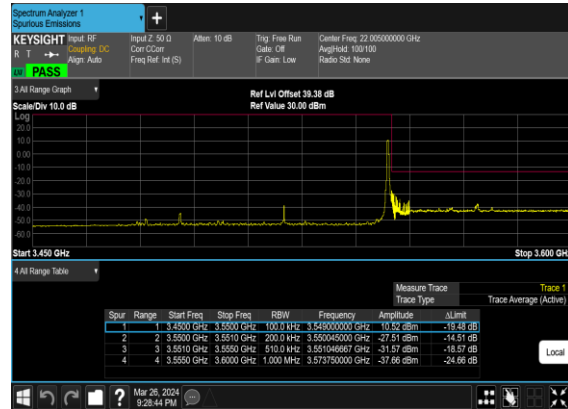 Spectrum Analyzer 1
Spurious Emissions
KEYSIGHT Input: RF Input Z: 50 Ω Atten: 10 dB Trig: Free Run Center Freq: 22.005000000 GHz
R T Coupling: DC Corr CCorr Gate: Off Avg|Hold: 100/100
Align: Auto Freq Ref: Int (S) IF Gain: Low Radio Std: None
LW PASS
3 All Range Graph
Ref Lvl Offset 39.38 dB
Scale/Div 10.0 dB Ref Value 30.00 dBm
Log
20.0
10.0
0.00
-10.0
-20.0
-30.0
-40.0
-50.0
-60.0
Start 3.450 GHz Stop 3.600 GHz
4 All Range Table
Measure Trace Trace 1
Trace Type Trace Average (Active)
Spur Range Start Freq Stop Freq RBW Frequency Amplitude ΔLimit
1 1 3.4500 GHz 3.5500 GHz 100.0 kHz 3.549000000 GHz 10.52 dBm -19.48 dB
2 2 3.5500 GHz 3.5510 GHz 200.0 kHz 3.550045000 GHz -27.51 dBm -14.51 dB
3 3 3.5510 GHz 3.5550 GHz 510.0 kHz 3.551046667 GHz -31.57 dBm -18.57 dB
4 4 3.5550 GHz 3.6000 GHz 1.000 MHz 3.573750000 GHz -37.66 dBm -24.66 dB
Local
Mar 26, 2024
9:28:44 PM